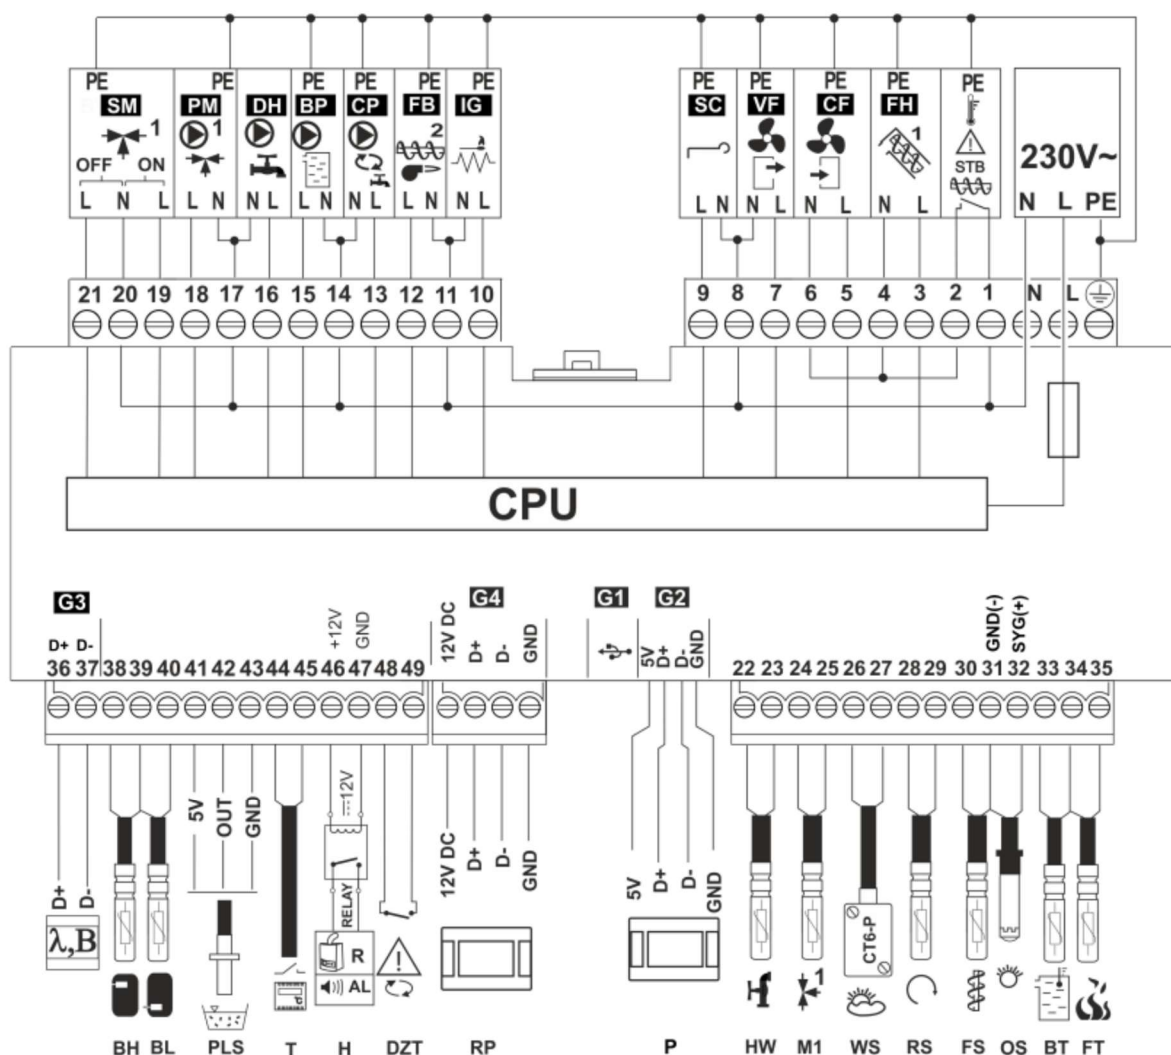 PE PE PE PE PE PE PE PE PE PE PE
SM PM DH BP CP FB IG SC VF CF FH
1 1 2 1
OFF ON STB 230V~
L N L L N N L L N N L L N N L L N N L N L N L N L PE
21 20 19 18 17 16 15 14 13 12 11 10 9 8 7 6 5 4 3 2 1 N L
CPU
G3 G4 G1 G2
D+ D- +12V GND 12V DC D+ D- GND 5V D+ D- GND GND(-) SYG(+)
36 37 38 39 40 41 42 43 44 45 46 47 48 49 22 23 24 25 26 27 28 29 30 31 32 33 34 35
5V OUT GND 12V
D+ D- RELAY 12V DC D+ D- GND 5V D+ D- GND
λ,B R CT6-P
AL 1
BH BL PLS T H DZT RP P HW M1 WS RS FS OS BT FT